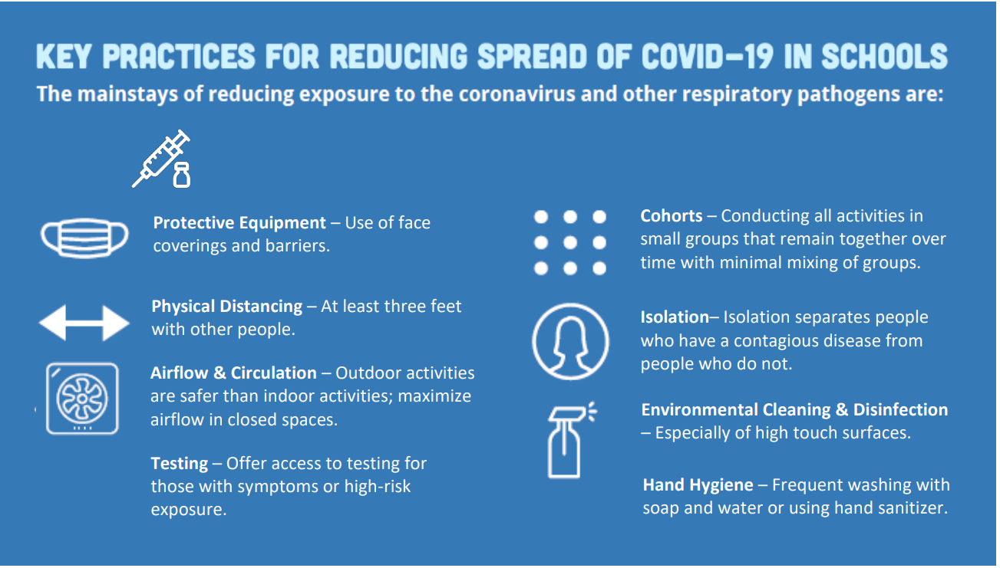 KEY PRACTICES FOR REDUCING SPREAD OF COVID-19 IN SCHOOLS
The mainstays of reducing exposure to the coronavirus and other respiratory pathogens are:
Protective Equipment – Use of face
coverings and barriers.
Physical Distancing – At least three feet
with other people.
Airflow & Circulation – Outdoor activities
are safer than indoor activities; maximize
airflow in closed spaces.
Testing – Offer access to testing for
those with symptoms or high-risk
exposure.
Cohorts – Conducting all activities in
small groups that remain together over
time with minimal mixing of groups.
Isolation– Isolation separates people
who have a contagious disease from
people who do not.
Environmental Cleaning & Disinfection
– Especially of high touch surfaces.
Hand Hygiene – Frequent washing with
soap and water or using hand sanitizer.